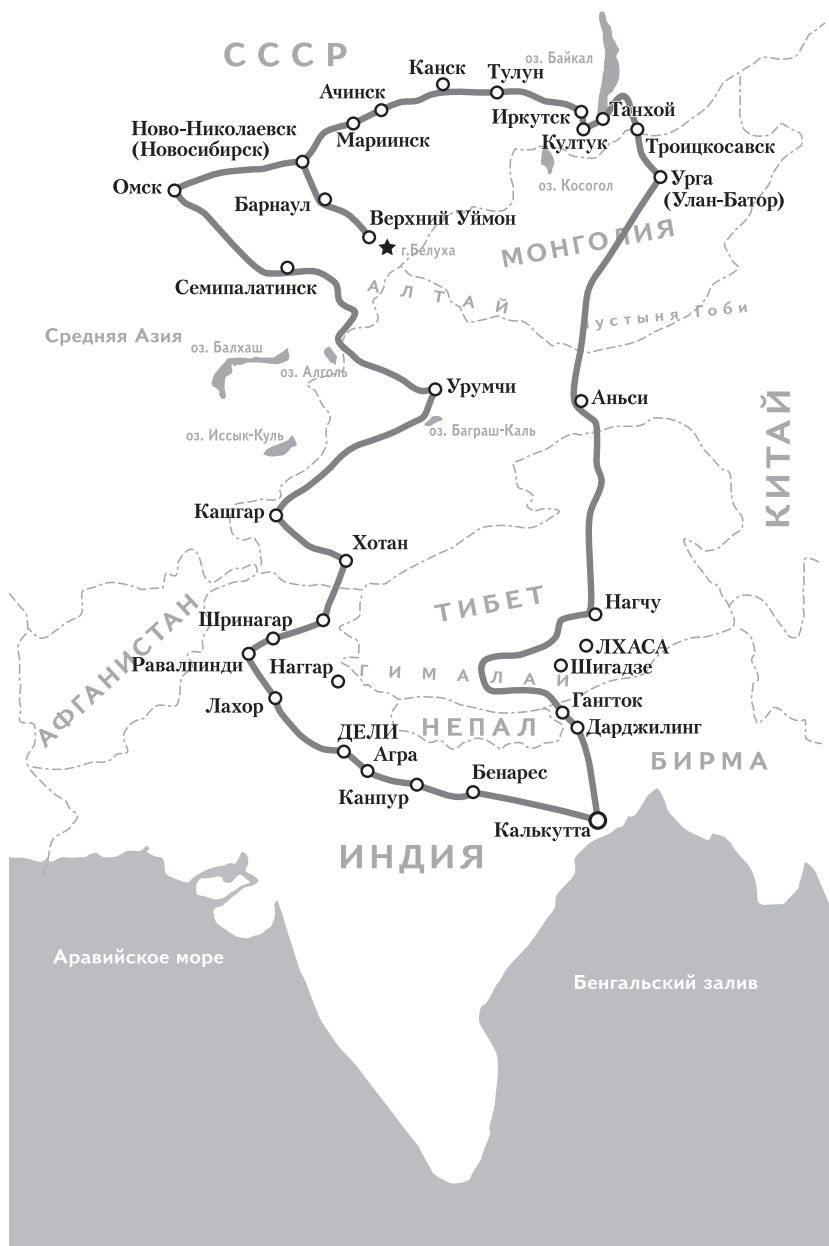 СССР
оз. Байкал
Канск
Тулун
Ачинск
Иркутск
Танхой
Ново-Николаевск
(Новосибирск)
Мариинск
Култук
Троицкосавск
Омск
оз. Косогол
Урга
(Улан-Батор)
Барнаул
Верхний Уймон
г.Белуха
МОНГОЛИЯ
Семипалатинск
АЛТАЙ
пустыня Гоби
Средняя Азия
оз. Балхаш
оз. Алголь
Урумчи
Аньси
оз. Баграш-Каль
оз. Иссык-Куль
КИТАЙ
Кашгар
Хотан
ТИБЕТ
Нагчу
АФГАНИСТАН
Шринагар
ЛХАСА
Равалпинди
Наггар
Шигадзе
ГИМАЛАИ
Лахор
Гангток
НЕПАЛ
Дарджилинг
ДЕЛИ
Агра
БИРМА
Бенарес
Канпур
Калькутта
ИНДИЯ
Аравийское море
Бенгальский залив